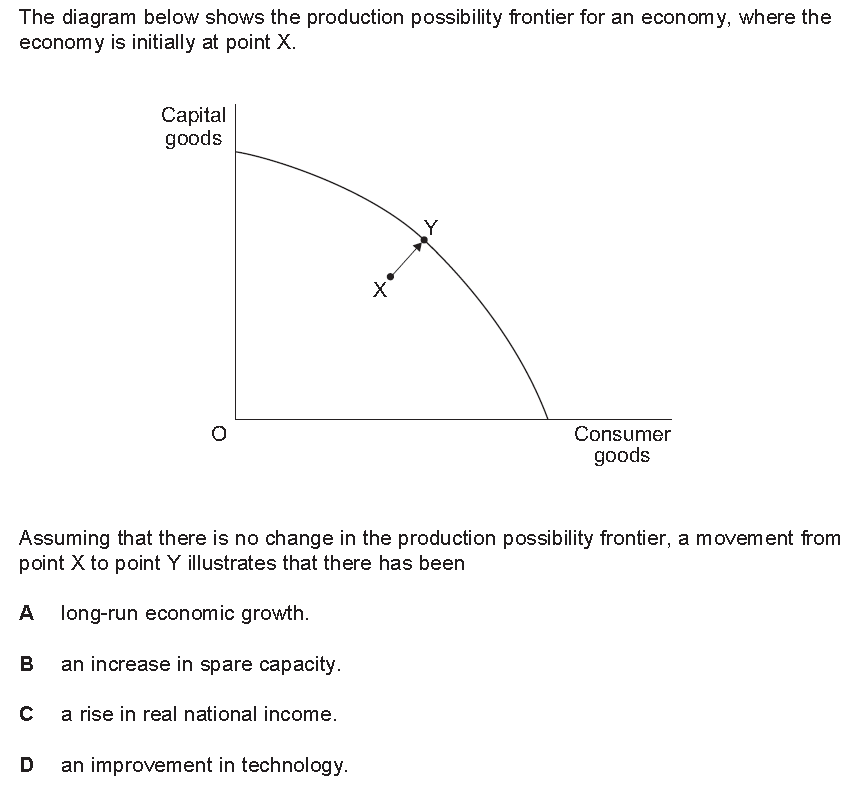 The diagram below shows the production possibility frontier for an economy, where the
economy is initially at point X.
Capital
goods
Y
X
O
Consumer
goods
Assuming that there is no change in the production possibility frontier, a movement from
point X to point Y illustrates that there has been
A long-run economic growth.
B an increase in spare capacity.
C a rise in real national income.
D an improvement in technology.